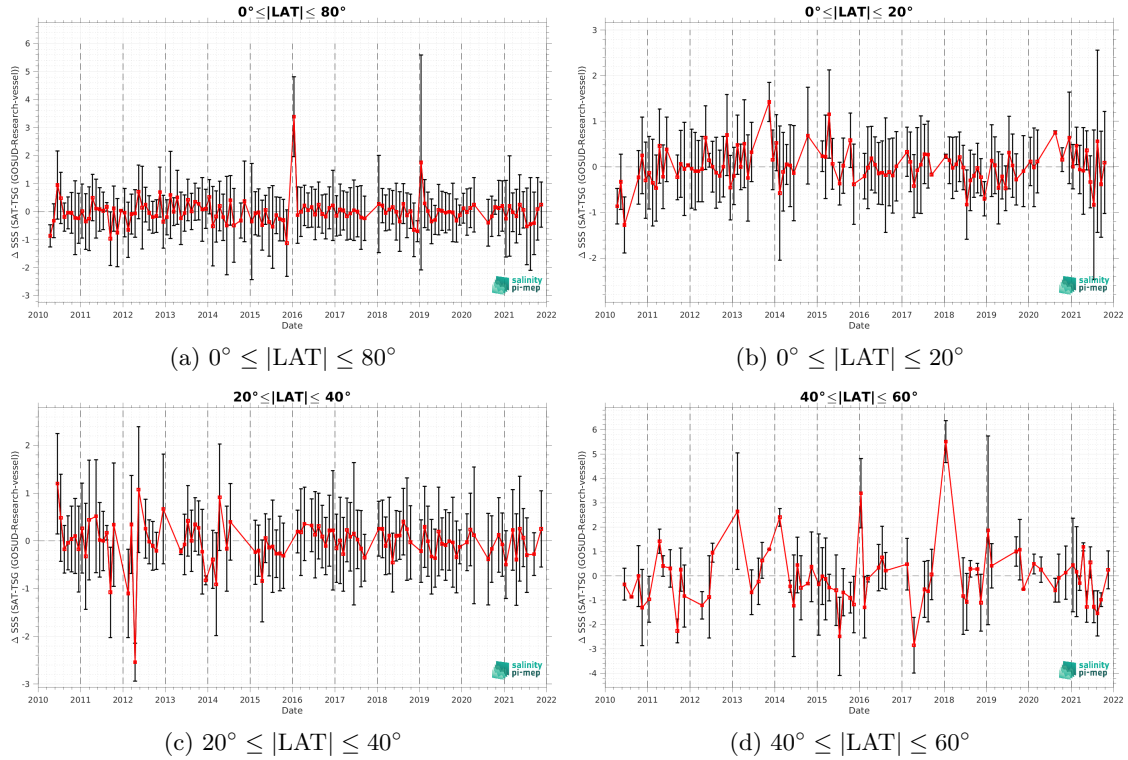 0°≤|LAT|≤ 80°
Δ SSS (SAT-TSG (GOSUD-Research-vessel))
6
5
4
3
2
1
0
-1
-2
-3
2010 2011 2012 2013 2014 2015 2016 2017 2018 2019 2020 2021 2022
Date
salinity
pi-mep
(a) 0° ≤ |LAT| ≤ 80°
0°≤|LAT|≤ 20°
Δ SSS (SAT-TSG (GOSUD-Research-vessel))
3
2
1
0
-1
-2
2010 2011 2012 2013 2014 2015 2016 2017 2018 2019 2020 2021 2022
Date
salinity
pi-mep
(b) 0° ≤ |LAT| ≤ 20°
20°≤|LAT|≤ 40°
Δ SSS (SAT-TSG (GOSUD-Research-vessel))
2
1
0
-1
-2
-3
2010 2011 2012 2013 2014 2015 2016 2017 2018 2019 2020 2021 2022
Date
salinity
pi-mep
(c) 20° ≤ |LAT| ≤ 40°
40°≤|LAT|≤ 60°
Δ SSS (SAT-TSG (GOSUD-Research-vessel))
6
5
4
3
2
1
0
-1
-2
-3
-4
2010 2011 2012 2013 2014 2015 2016 2017 2018 2019 2020 2021 2022
Date
salinity
pi-mep
(d) 40° ≤ |LAT| ≤ 60°